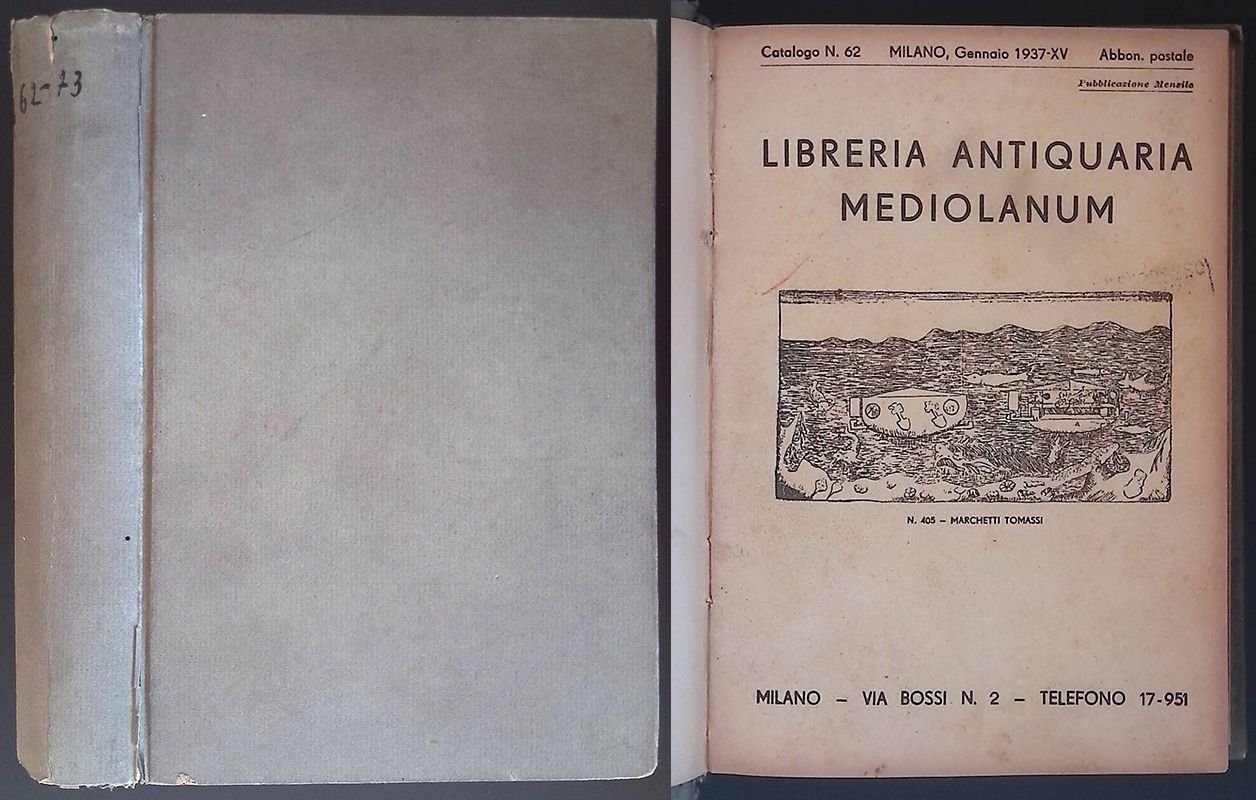 62-73
Catalogo N. 62 MILANO, Gennaio 1937-XV Abbon. postale
Pubblicazione Mensile
LIBRERIA ANTIQUARIA
MEDIOLANUM
N. 405 – MARCHETTI TOMASSI
MILANO – VIA BOSSI N. 2 – TELEFONO 17-951